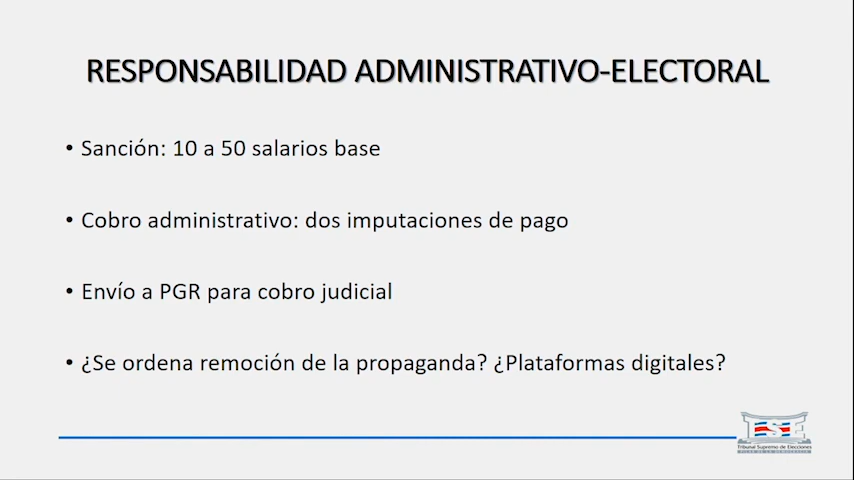 RESPONSABILIDAD ADMINISTRATIVO-ELECTORAL
• Sanción: 10 a 50 salarios base
• Cobro administrativo: dos imputaciones de pago
• Envío a PGR para cobro judicial
• ¿Se ordena remoción de la propaganda? ¿Plataformas digitales?
TSE
Tribunal Supremo de Elecciones